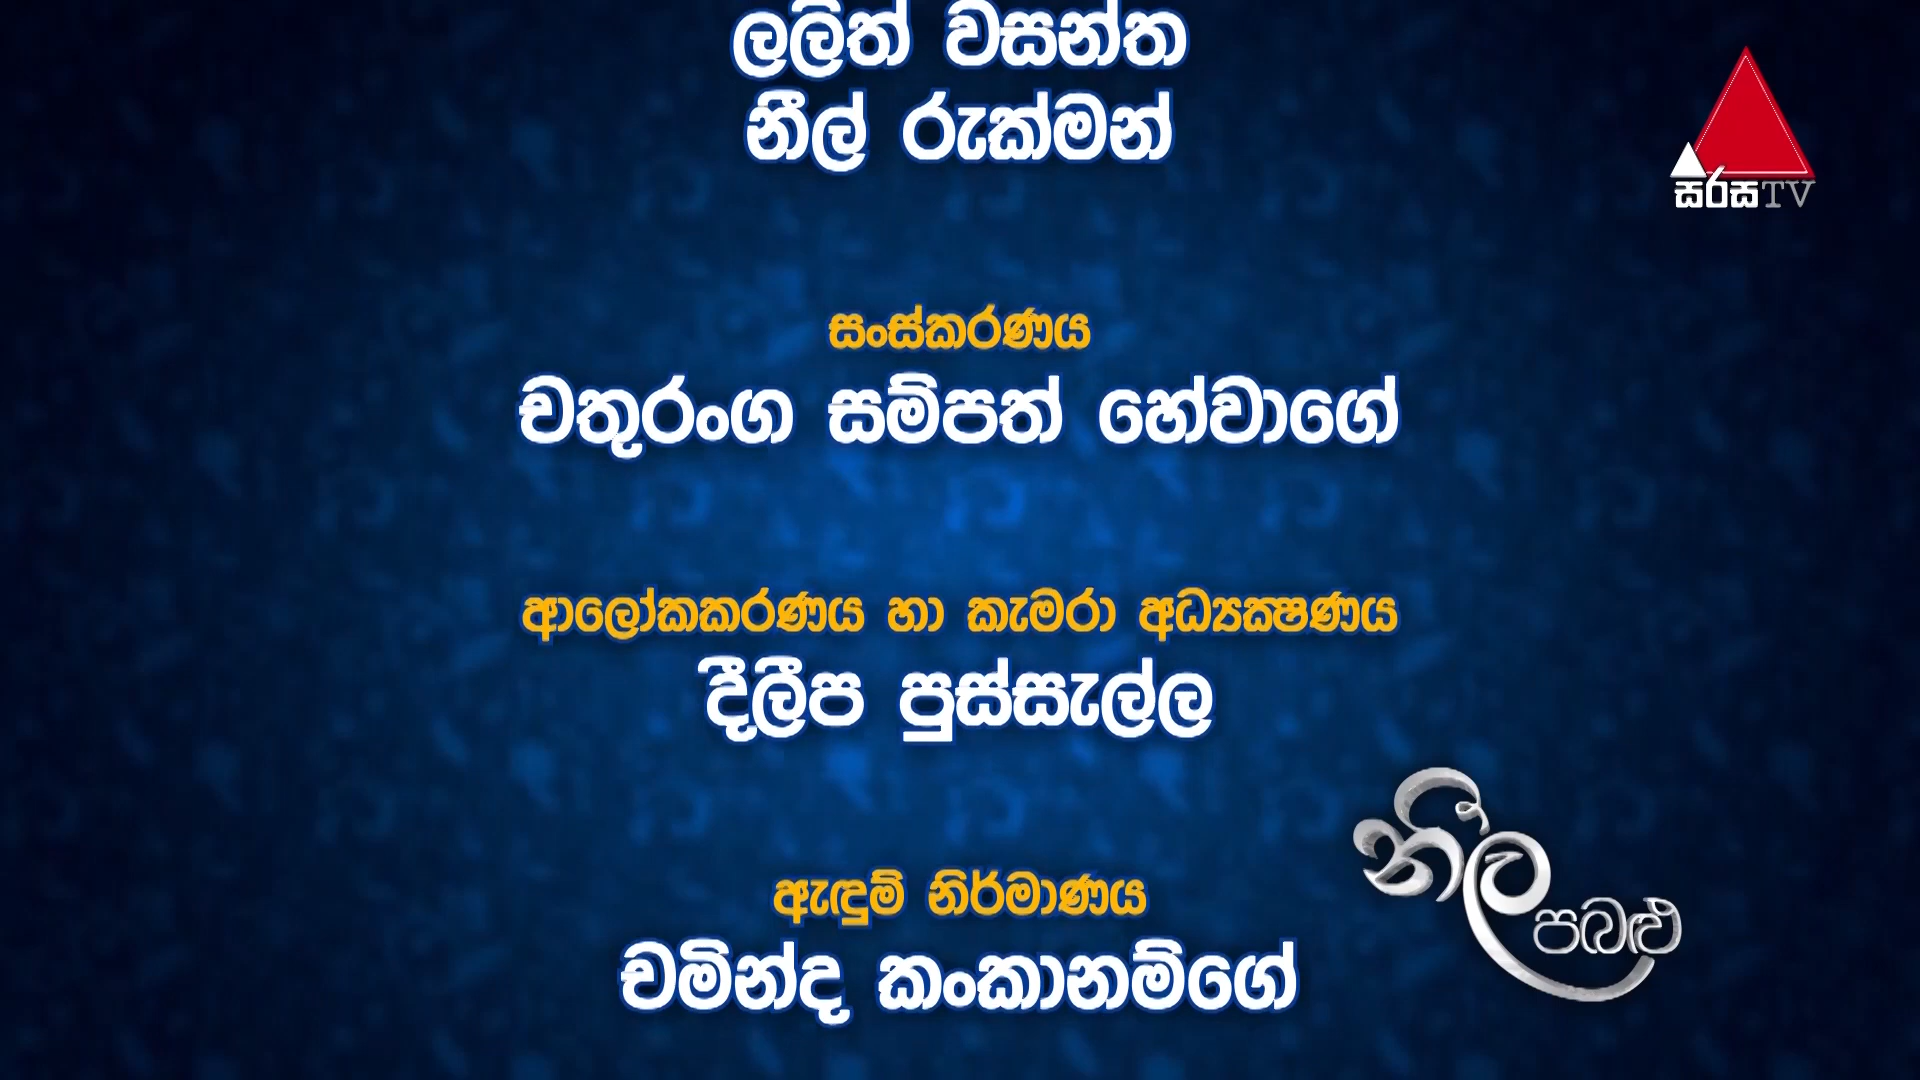 ලලිත් වසන්ත
නීල් රුක්මන්
සරස TV
සංස්කරණය
චතුරංග සම්පත් හේවාගේ
ආලෝකකරණය හා කැමරා අධ්‍යක්ෂණය
දිලීප පුස්සැල්ල
ඇඳුම් නිර්මාණය
චමින්ද කංකානම්ගේ
නීල
පබළු